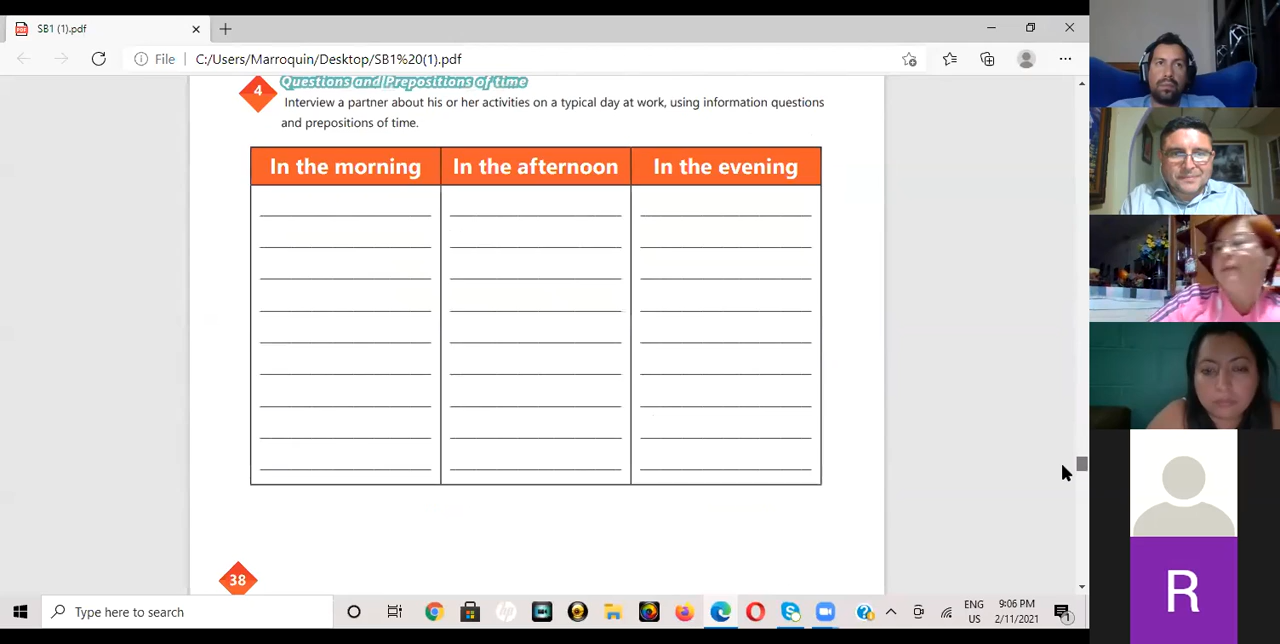 SB1 (1).pdf
File
C:/Users/Marroquin/Desktop/SB1%20(1).pdf
4
Questions and Prepositions of time
Interview a partner about his or her activities on a typical day at work, using information questions
and prepositions of time.
In the morning In the afternoon In the evening
38
R
Type here to search
hp
ENG
US
9:06 PM
2/11/2021
1